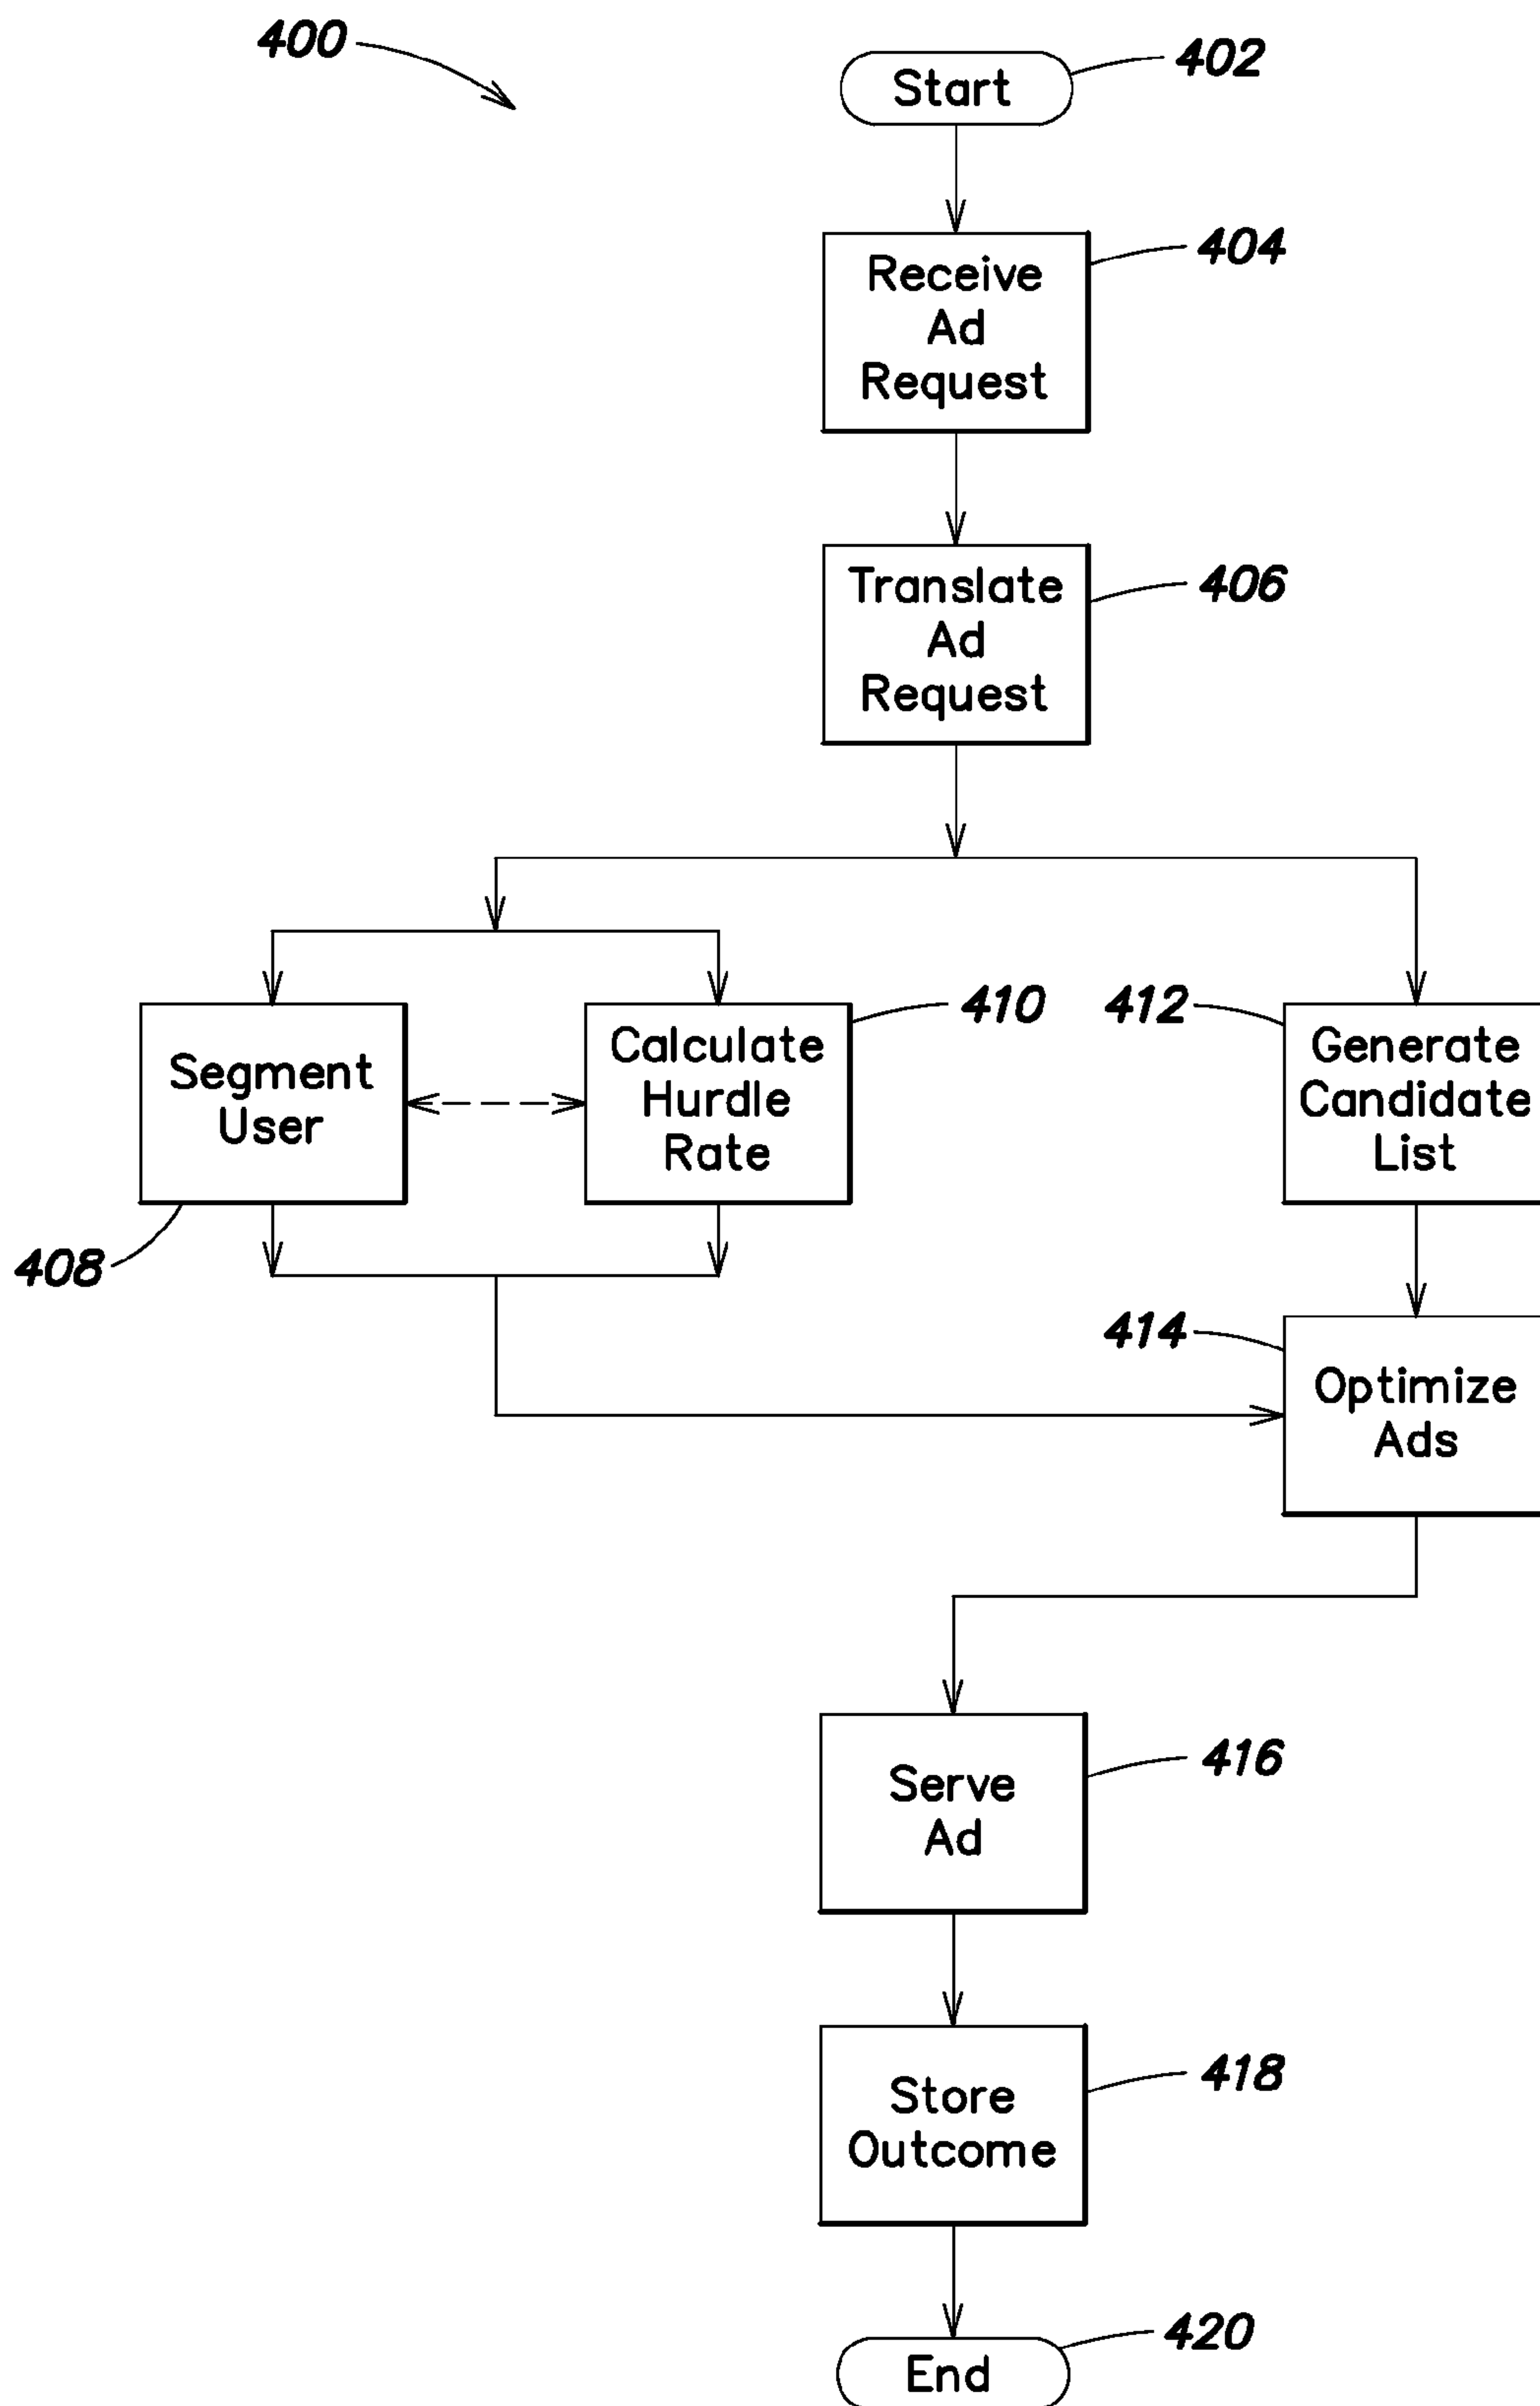 400
Start
402
Receive
Ad
Request
404
Translate
Ad
Request
406
Segment
User
408
Calculate
Hurdle
Rate
410
412
Generate
Candidate
List
414
Optimize
Ads
Serve
Ad
416
Store
Outcome
418
End
420